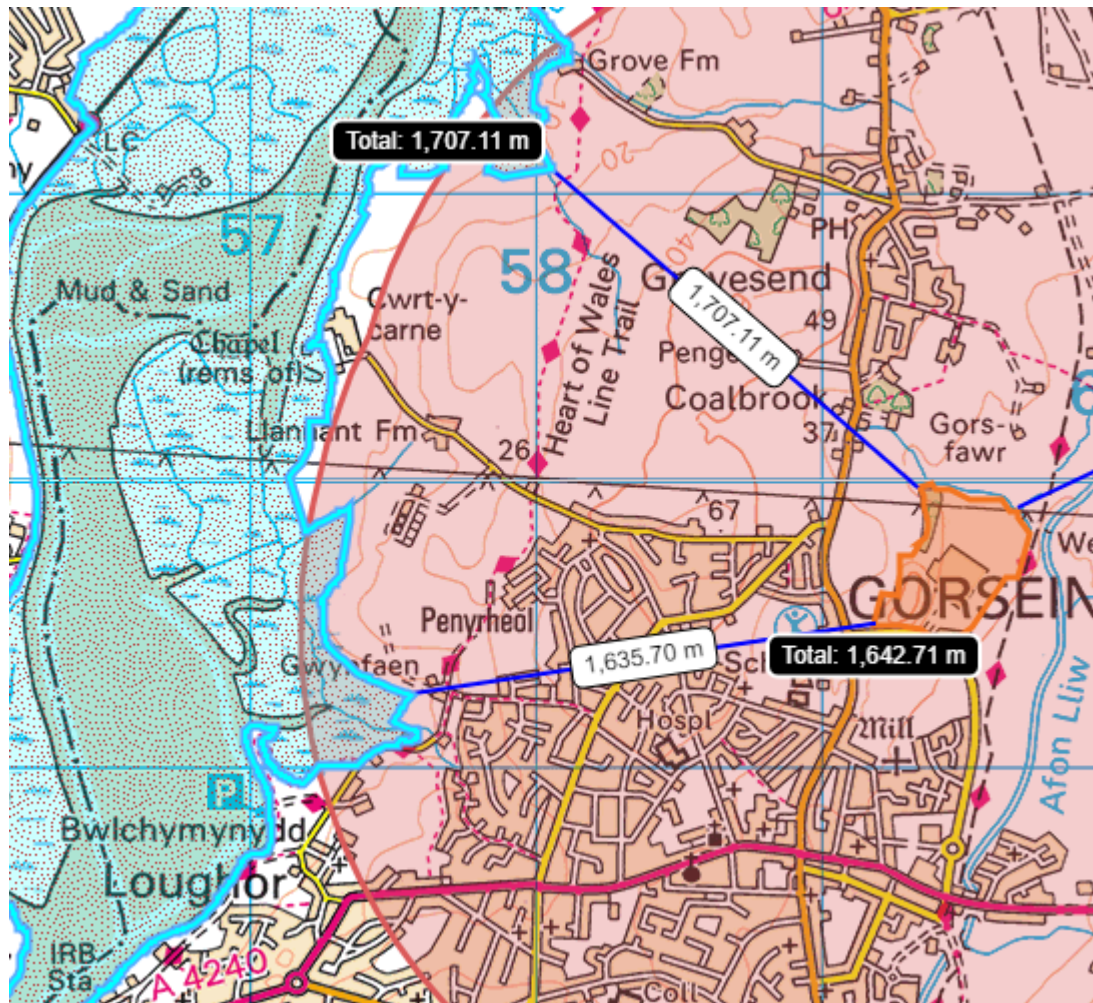 Grove Fm
LC
Total: 1,707.11 m
20
57
PH
40
58
Mud & Sand
Cwrt-y-
carne
1,707.11 m
49
Chapel
(rems of)
Heart of Wales
Line Trail
Coalbrook
Gors-
fawr
Llannant Fm
26
37
67
We
GORSEIN
Penyrheol
1,635.70 m
Total: 1,642.71 m
Gwynfaen
Hospl
Mill
Afon Lliw
P
Bwlchymynydd
Loughor
IRB
Sta
A 4240
Coll